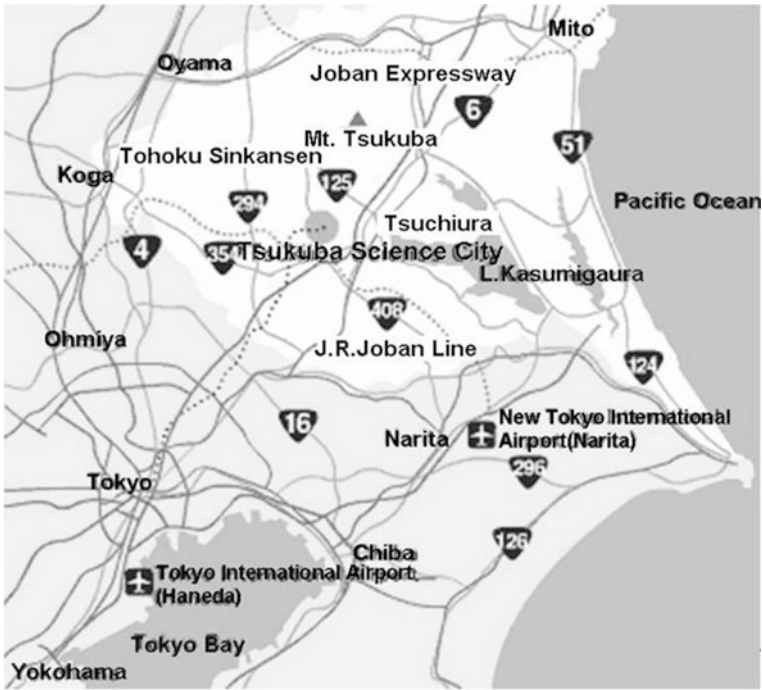 Mito
Oyama
Joban Expressway
6
Mt. Tsukuba
51
Tohoku Sinkansen
Koga
125
294
Pacific Ocean
Tsuchiura
4
354
Tsukuba Science City
L.Kasumigaura
408
Ohmiya
J.R.Joban Line
124
16
New Tokyo International
Airport(Narita)
Narita
296
Tokyo
126
Chiba
Tokyo International Airport
(Haneda)
Tokyo Bay
Yokohama